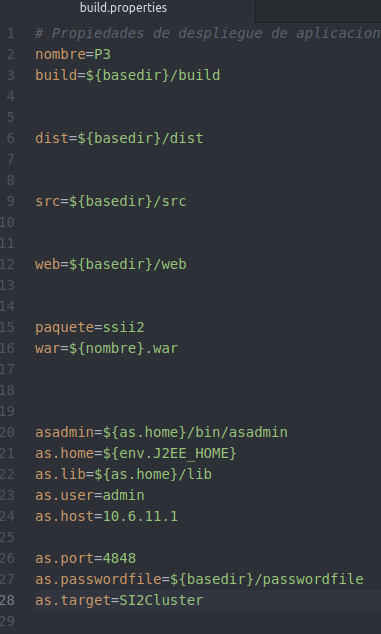 build.properties
1 # Propiedades de despliegue de aplicacion
2 nombre=P3
3 build=${basedir}/build
4
5
6 dist=${basedir}/dist
7
8
9 src=${basedir}/src
10
11
12 web=${basedir}/web
13
14
15 paquete=ssii2
16 war=${nombre}.war
17
18
19
20 asadmin=${as.home}/bin/asadmin
21 as.home=${env.J2EE_HOME}
22 as.lib=${as.home}/lib
23 as.user=admin
24 as.host=10.6.11.1
25
26 as.port=4848
27 as.passwordfile=${basedir}/passwordfile
28 as.target=SI2Cluster
29